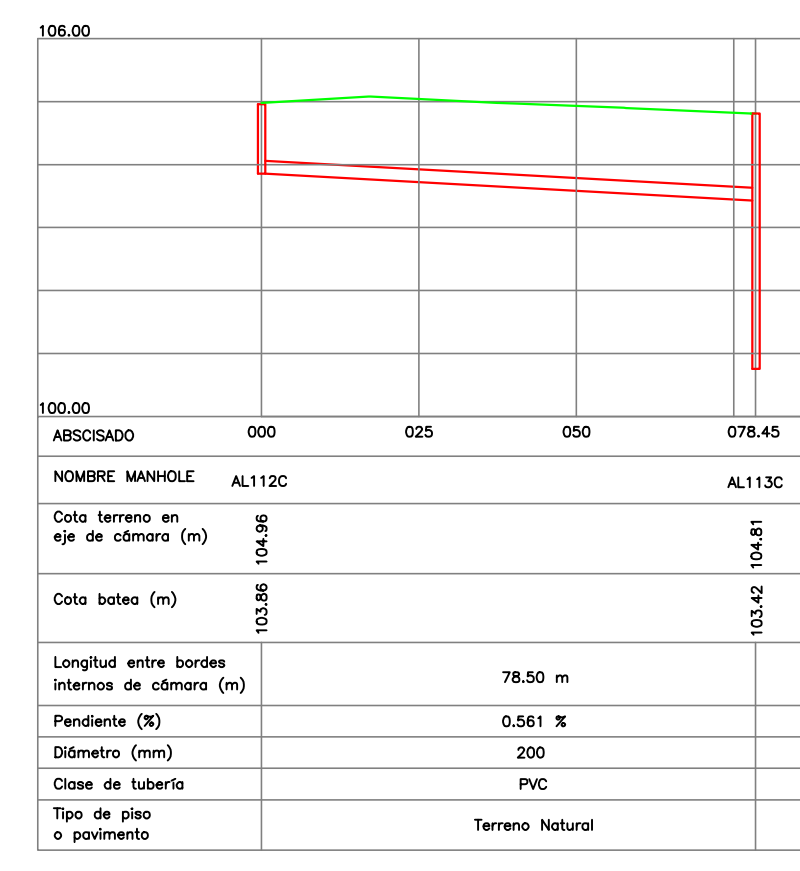 106.00
100.00
ABSCISADO 000 025 050 078.45
NOMBRE MANHOLE AL112C AL113C
Cota terreno en
eje de cámara (m) 104.96 104.81
Cota batea (m) 103.86 103.42
Longitud entre bordes
internos de cámara (m) 78.50 m
Pendiente (%) 0.561 %
Diámetro (mm) 200
Clase de tubería PVC
Tipo de piso
o pavimento Terreno Natural